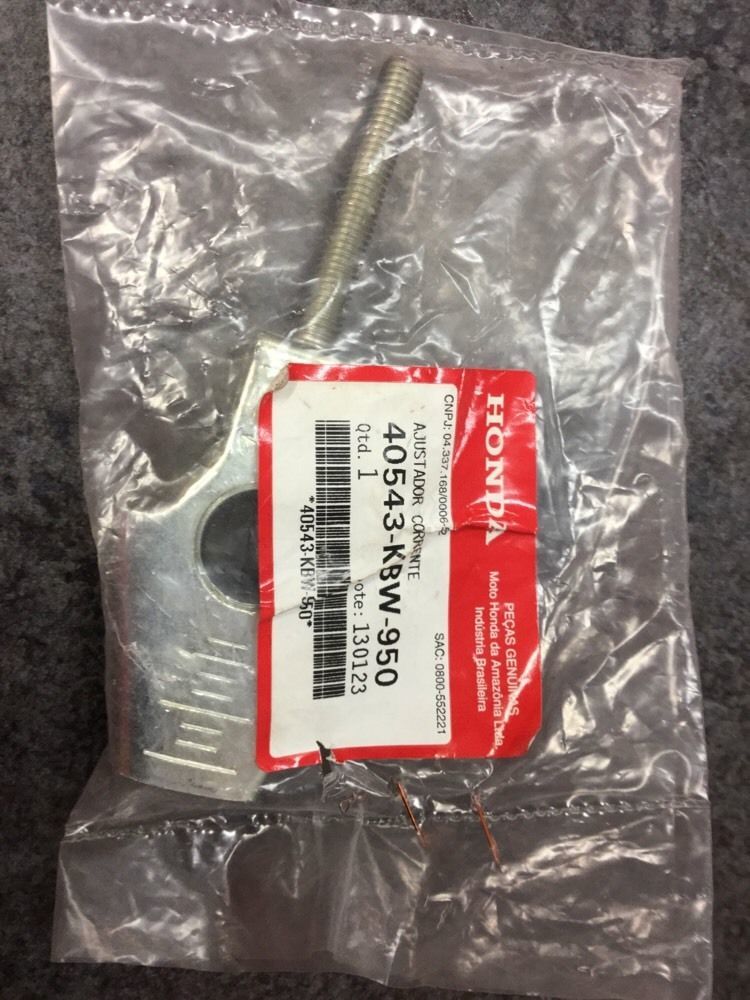 HONDA
PEÇAS GENUÍNAS
Moto Honda da Amazônia Ltda.
Indústria Brasileira
CNPJ: 04.337.168/0006-5
SAC: 0800-552221
AJUSTADOR CORRENTE
40543-KBW-950
Qtd. 1
ote: 130123
*40543-KBW-950*